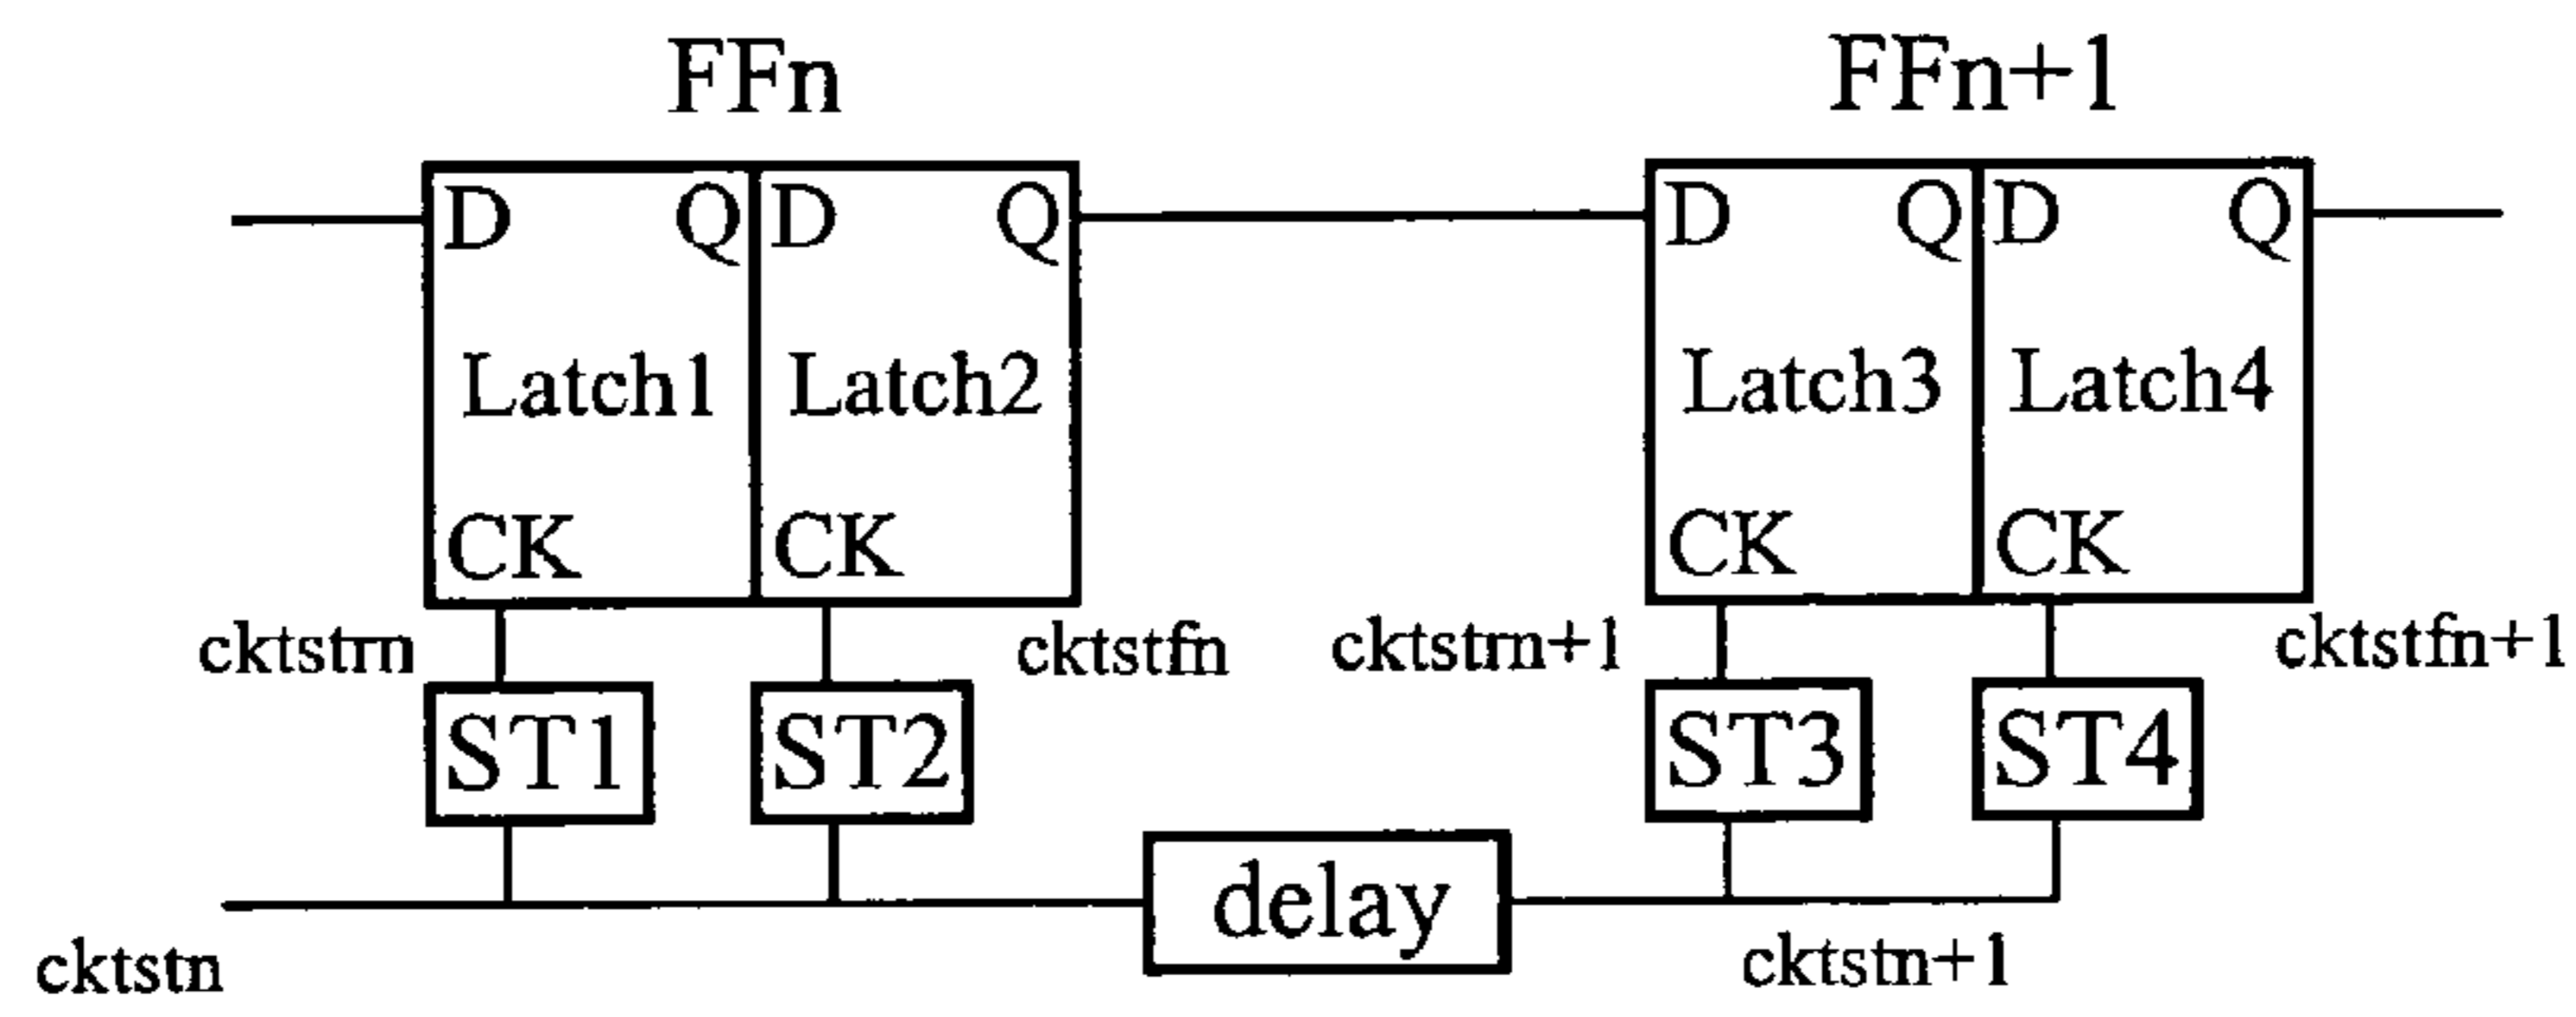 FFn FFn+1
D Q D Q D Q D Q
Latch1 Latch2 Latch3 Latch4
CK CK CK CK
cktstrn cktstfn cktstrn+1 cktstfn+1
ST1 ST2 ST3 ST4
delay
cktstn cktstn+1